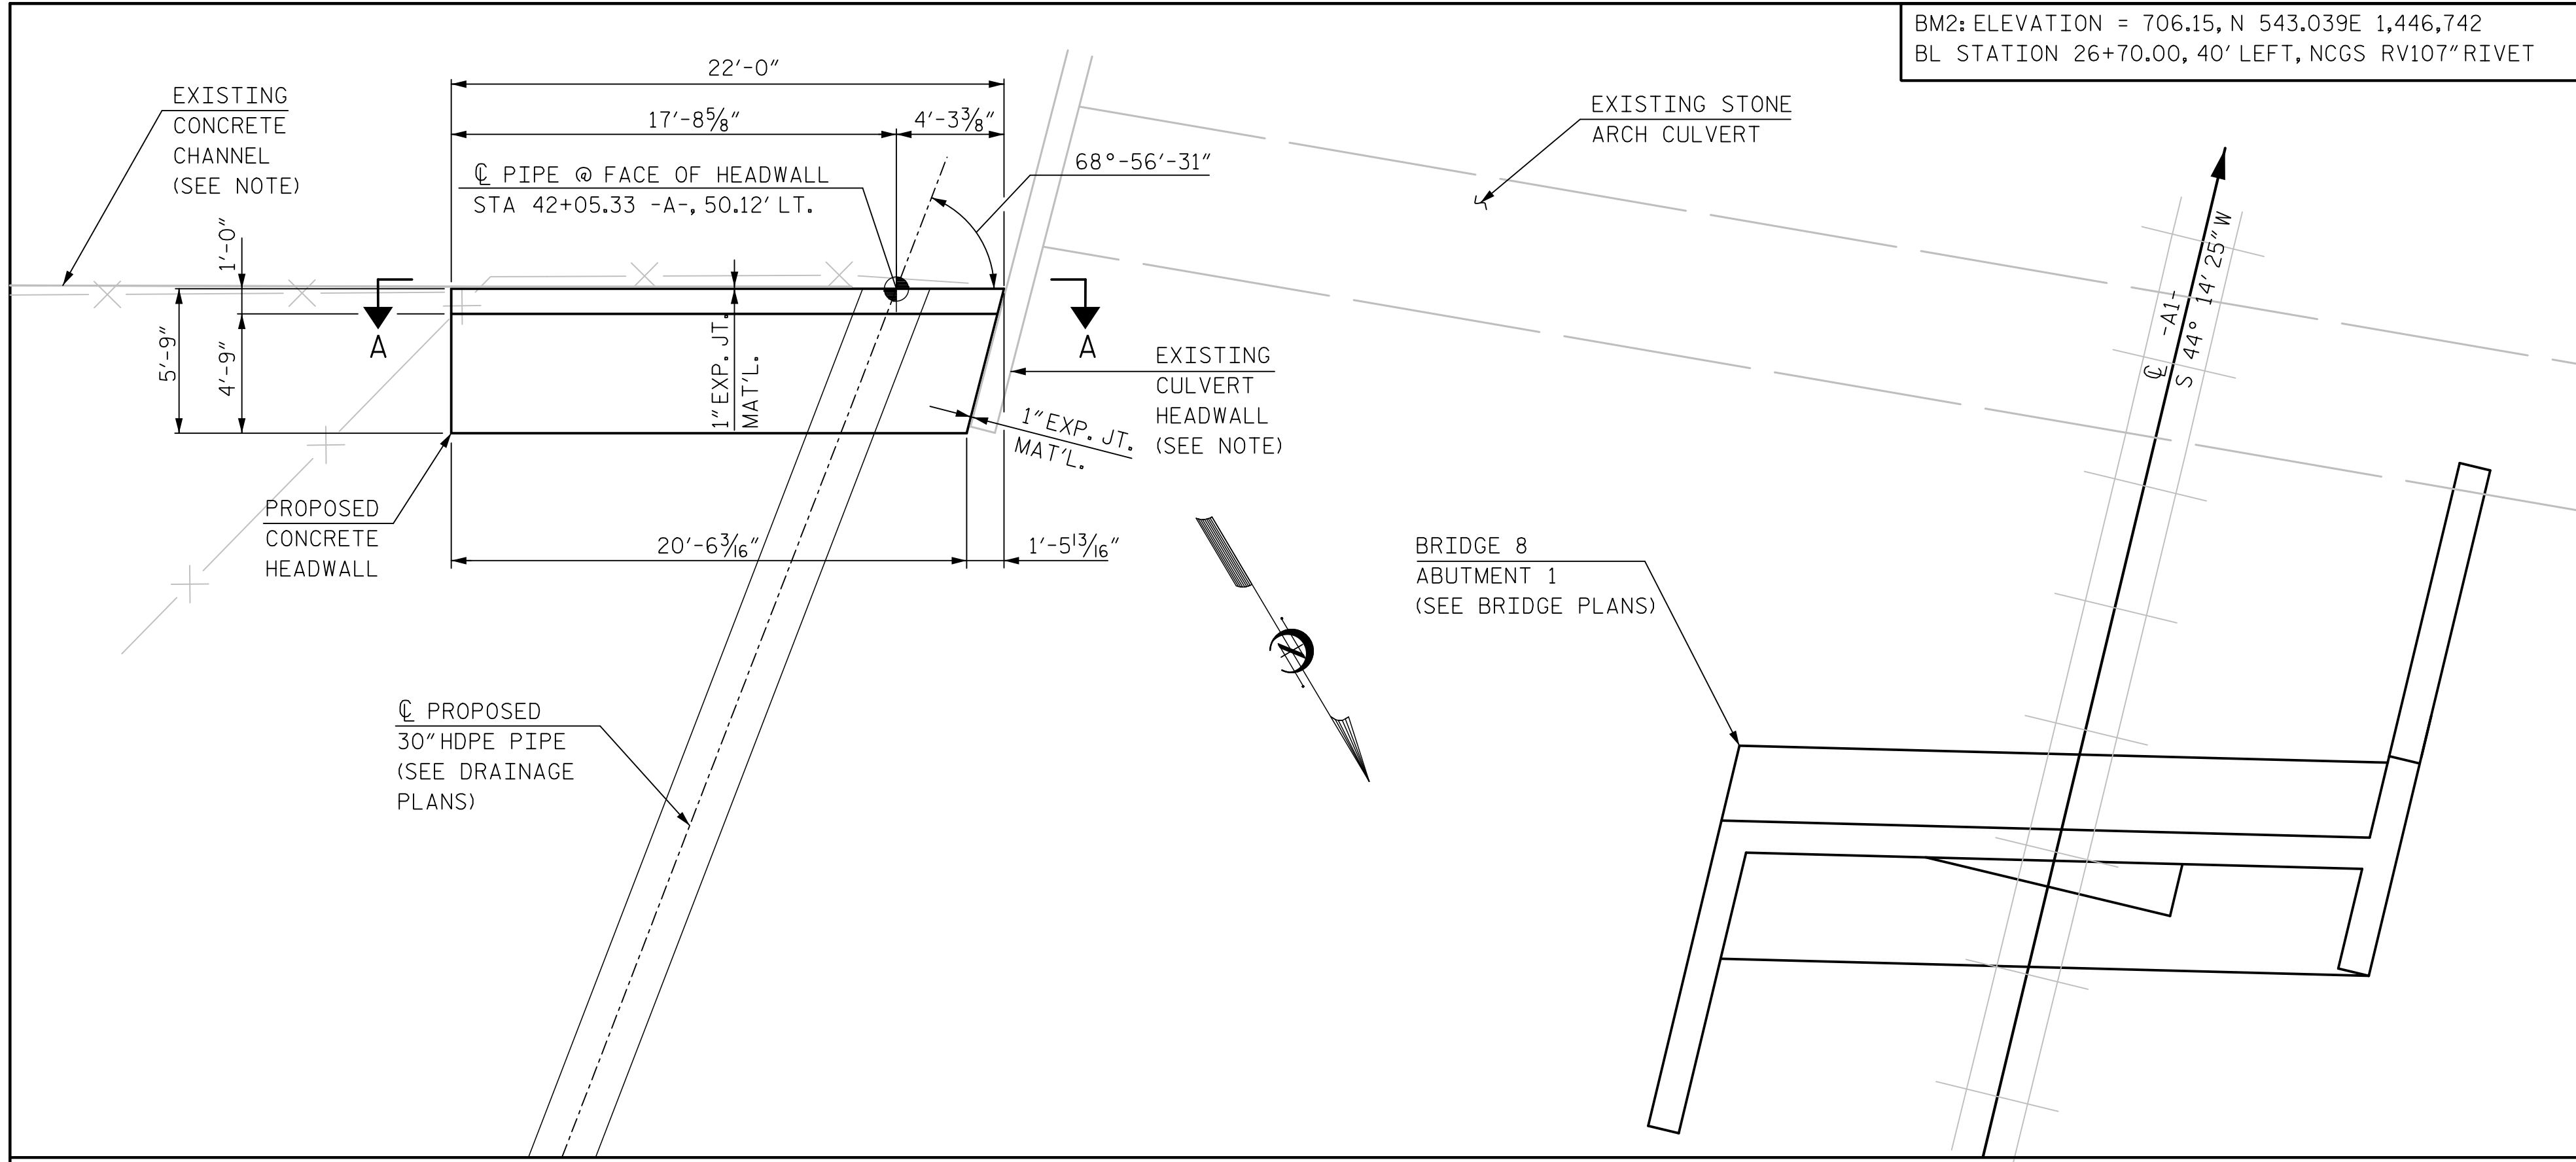 BM2: ELEVATION = 706.15, N 543.039E 1,446,742
BL STATION 26+70.00, 40' LEFT, NCGS RV107" RIVET
22'-0"
17'-8⅝"
4'-3⅜"
EXISTING
CONCRETE
CHANNEL
(SEE NOTE)
℄ PIPE @ FACE OF HEADWALL
STA 42+05.33 -A-, 50.12' LT.
68°-56'-31"
EXISTING STONE
ARCH CULVERT
1'-0"
5'-9"
4'-9"
A
A
1" EXP. JT.
MAT'L.
1" EXP. JT.
MAT'L.
EXISTING
CULVERT
HEADWALL
(SEE NOTE)
℄ -A1-
S 44° 14' 25" W
PROPOSED
CONCRETE
HEADWALL
20'-6 3/16"
1'-5 13/16"
BRIDGE 8
ABUTMENT 1
(SEE BRIDGE PLANS)
N
℄ PROPOSED
30" HDPE PIPE
(SEE DRAINAGE
PLANS)